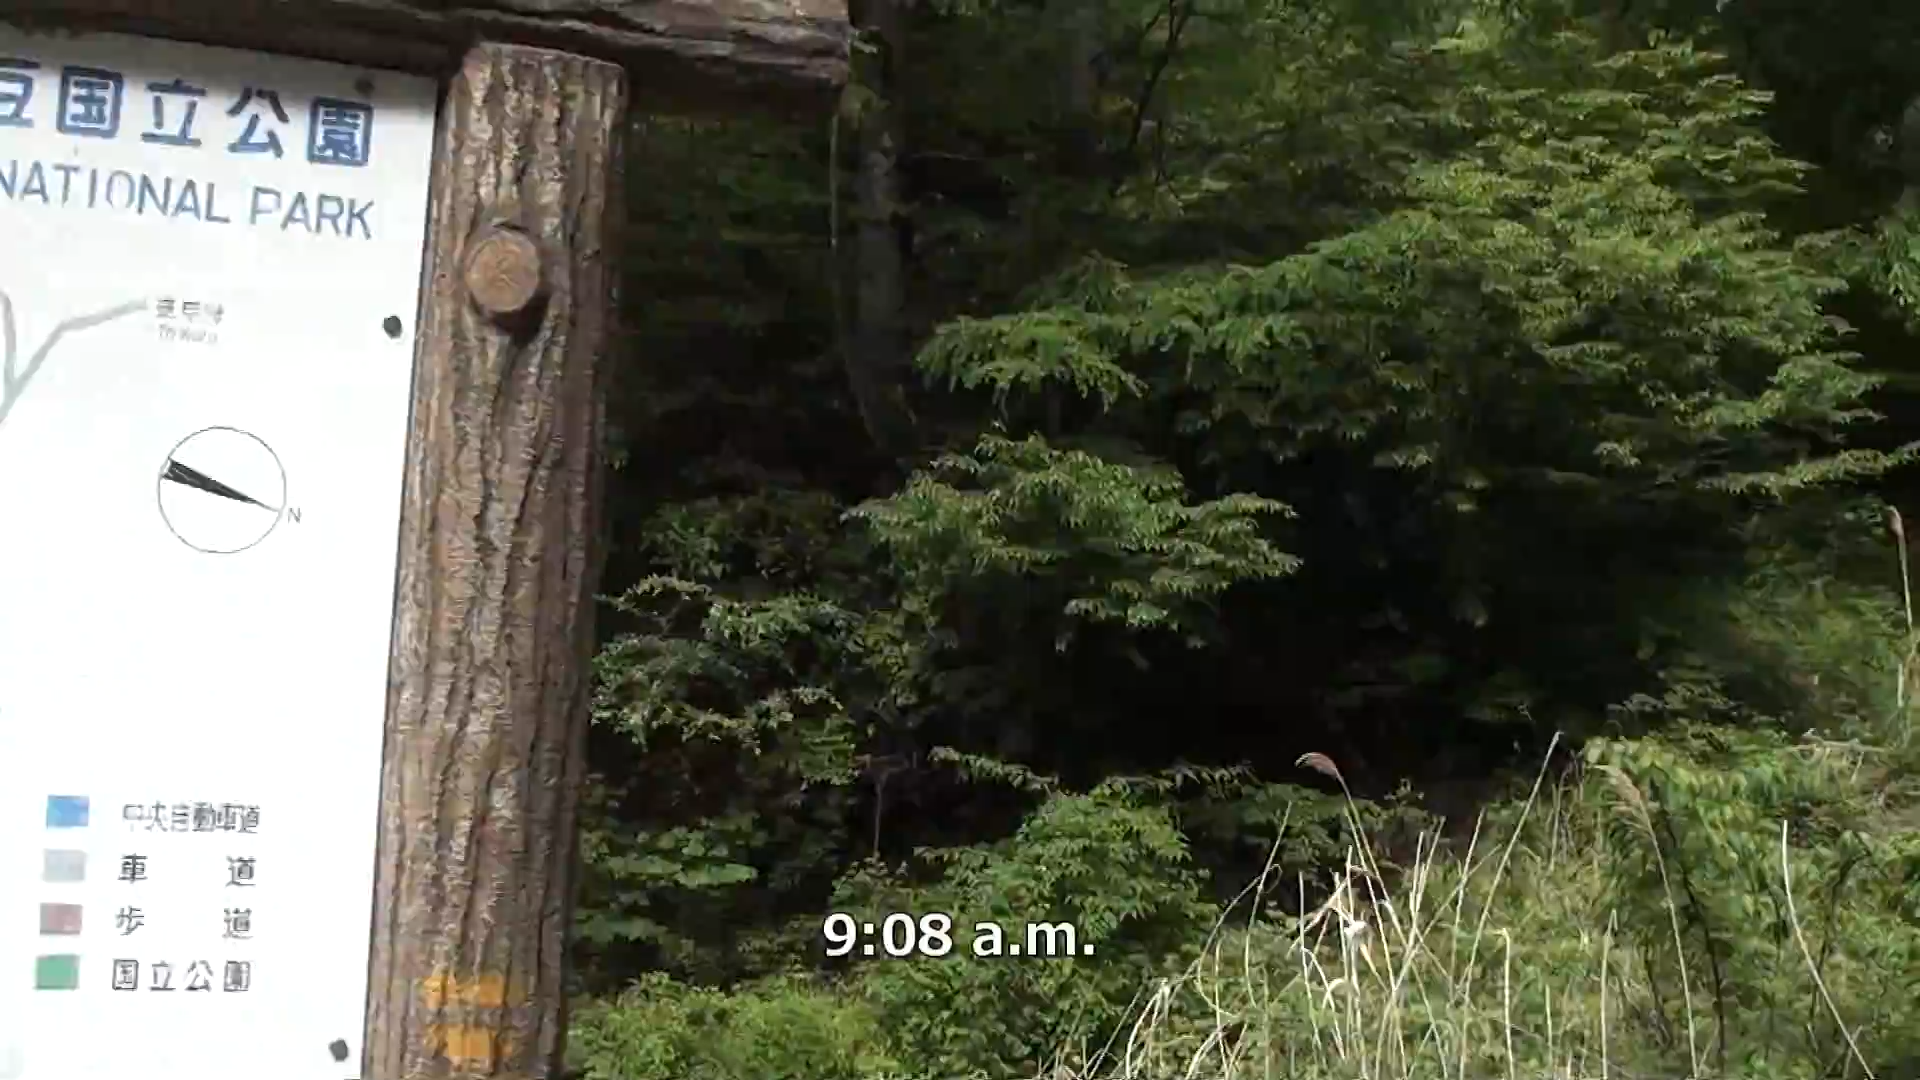 豆国立公園
NATIONAL PARK
N
中央自動車道
車 道
歩 道
国立公園
9:08 a.m.